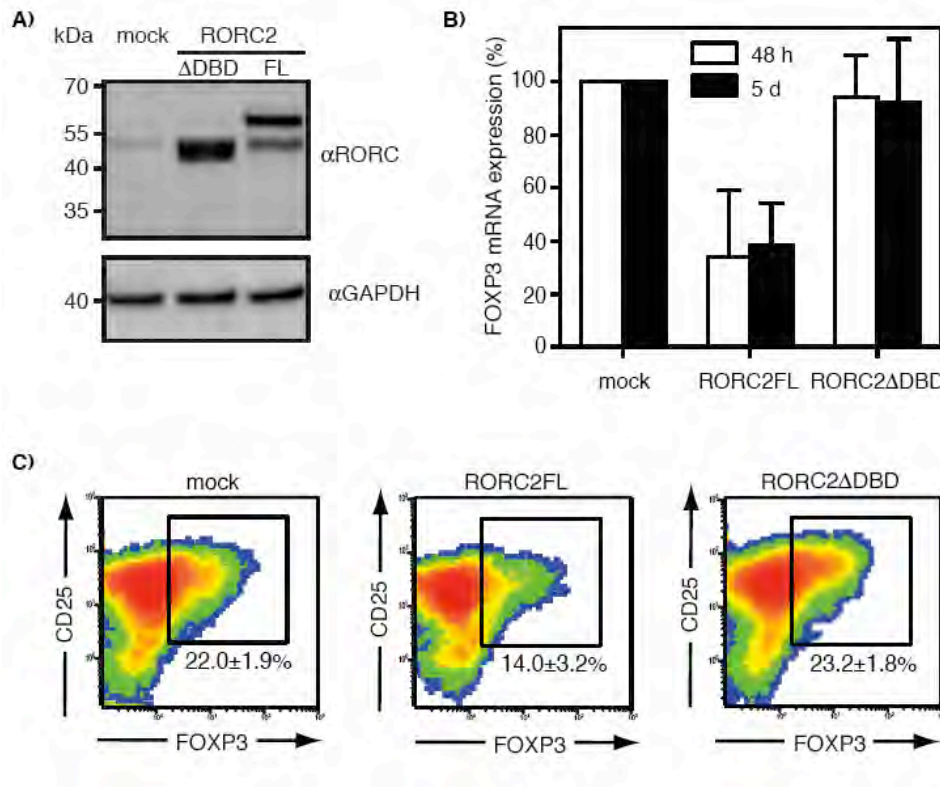 A)
kDa mock RORC2
ΔDBD FL
70
55
40
35
αRORC
40
αGAPDH
B)
FOXP3 mRNA expression (%)
100
80
60
40
20
0
48 h
5 d
mock RORC2FL RORC2ΔDBD
C)
mock
CD25
22.0±1.9%
FOXP3
RORC2FL
CD25
14.0±3.2%
FOXP3
RORC2ΔDBD
CD25
23.2±1.8%
FOXP3